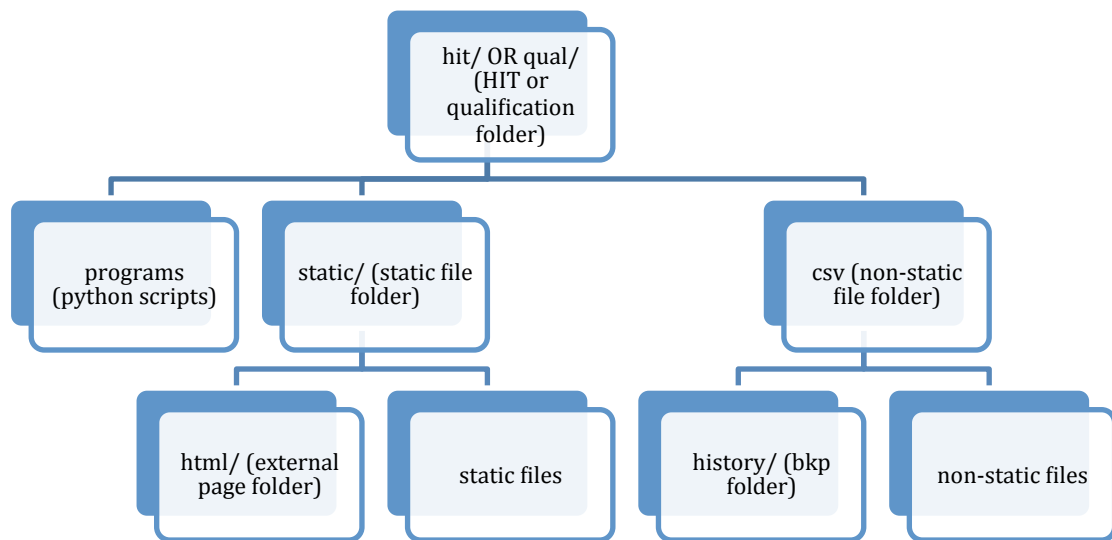 hit/ OR qual/
(HIT or
qualification
folder)
programs
(python scripts)
static/ (static file
folder)
csv (non-static
file folder)
html/ (external
page folder)
static files
history/ (bkp
folder)
non-static files